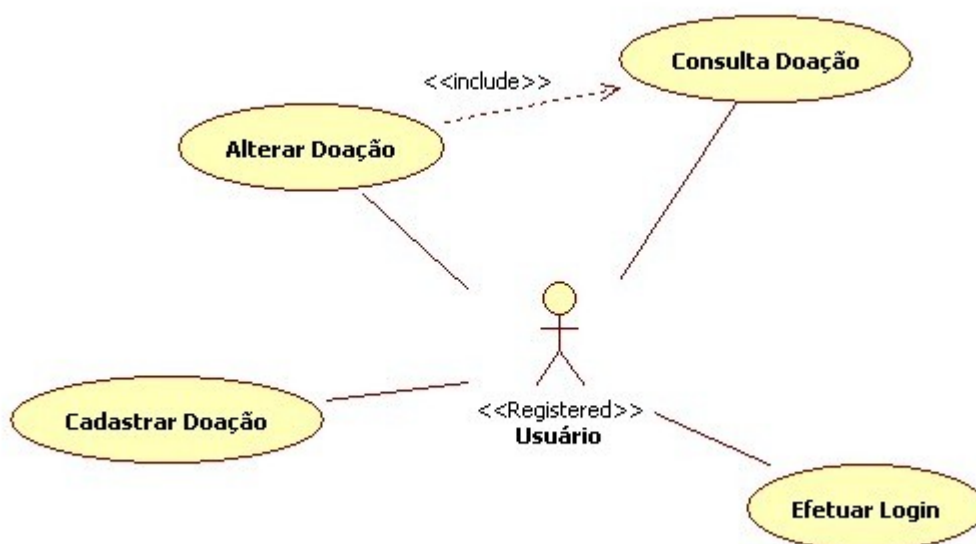 Consulta Doação
<<include>>
Alterar Doação
Cadastrar Doação
<<Registered>>
Usuário
Efetuar Login